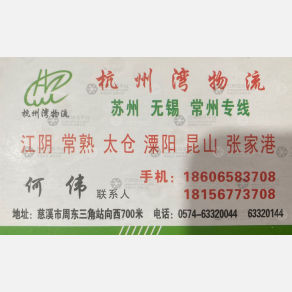 杭州湾物流
杭州湾物流
苏州 无锡 常州专线
江阴 常熟 太仓 溧阳 昆山 张家港
何伟 联系人
手机：18606583708
18156773708
地址：慈溪市周东三角站向西700米 电话：0574-63320044 63320144